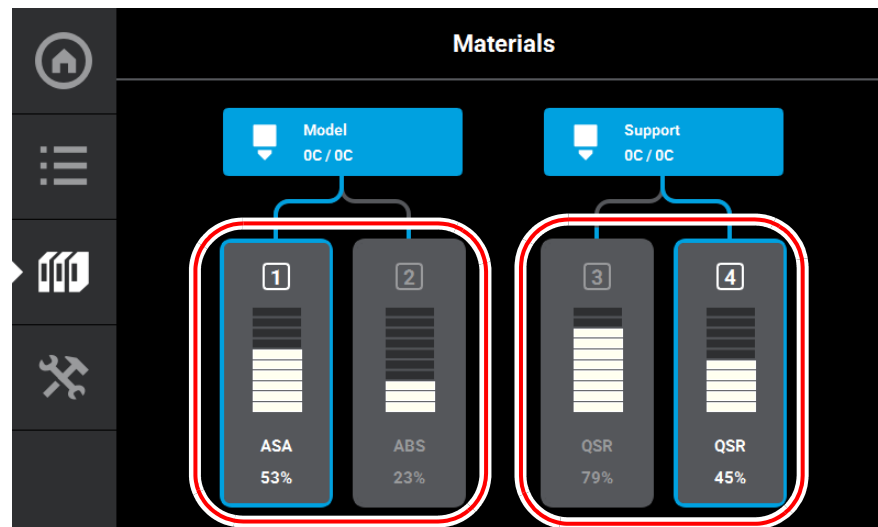 Materials
Model
0C / 0C
Support
0C / 0C
1
2
3
4
ASA
ABS
QSR
QSR
53%
23%
79%
45%